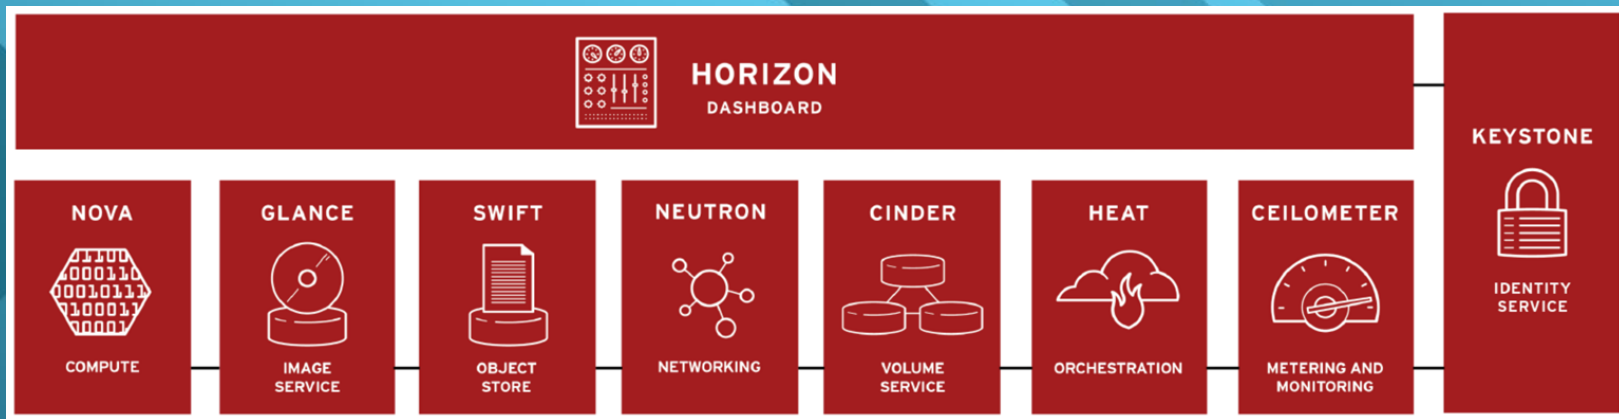 HORIZON
DASHBOARD
KEYSTONE
IDENTITY
SERVICE
NOVA
COMPUTE
GLANCE
IMAGE
SERVICE
SWIFT
OBJECT
STORE
NEUTRON
NETWORKING
CINDER
VOLUME
SERVICE
HEAT
ORCHESTRATION
CEILOMETER
METERING AND
MONITORING